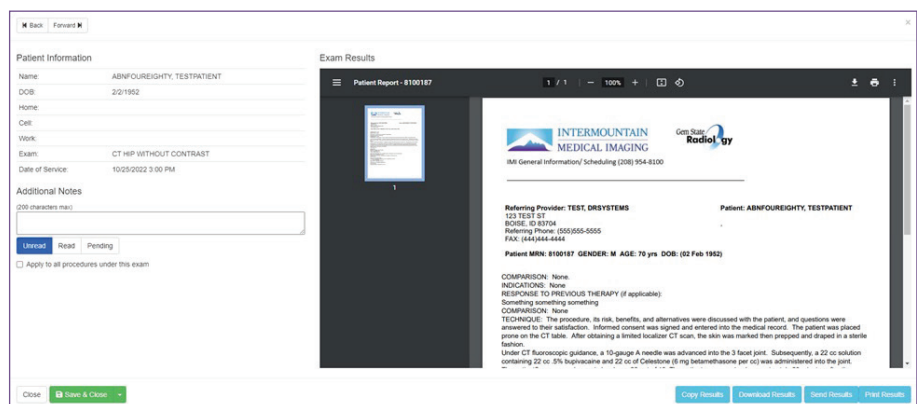 Back Forward
×
Patient Information
Name: ABNFOUREIGHTY, TESTPATIENT
DOB: 2/2/1952
Home:
Cell:
Work:
Exam: CT HIP WITHOUT CONTRAST
Date of Service: 10/25/2022 3:00 PM
Additional Notes
(200 characters max)
Unread Read Pending
Apply to all procedures under this exam
Exam Results
Patient Report - 8100187
1 / 1 − 100% +
1
INTERMOUNTAIN
MEDICAL IMAGING
Gem State
Radiology
IMI General Information/ Scheduling (208) 954-8100
Referring Provider: TEST, DRSYSTEMS Patient: ABNFOUREIGHTY, TESTPATIENT
123 TEST ST
BOISE, ID 83704
Referring Phone: (555)555-5555
FAX: (444)444-4444
Patient MRN: 8100187 GENDER: M AGE: 70 yrs DOB: (02 Feb 1952)
COMPARISON: None.
INDICATIONS: None
RESPONSE TO PREVIOUS THERAPY (if applicable):
Something something something
COMPARISON: None
TECHNIQUE: The procedure, its risk, benefits, and alternatives were discussed with the patient, and questions were
answered to their satisfaction. Informed consent was signed and entered into the medical record. The patient was placed
prone on the CT table. After obtaining a limited localizer CT scan, the skin was marked then prepped and draped in a sterile
fashion.
Under CT fluoroscopic guidance, a 10-gauge A needle was advanced into the 3 facet joint. Subsequently, a 22 cc solution
containing 22 cc .5% bupivacaine and 22 cc of Celestone (6 mg betamethasone per cc) was administered into the joint.
Close Save & Close
Copy Results Download Results Send Results Print Results